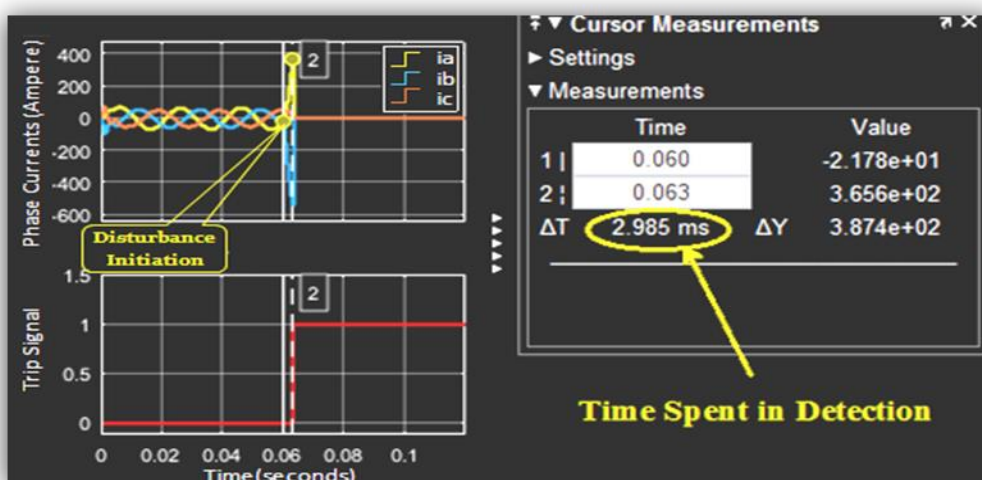 Phase Currents (Ampere)
400
200
0
-200
-400
-600
2
ia
ib
ic
Disturbance
Initiation
Trip Signal
1.5
1
0.5
0
2
0 0.02 0.04 0.06 0.08 0.1
Time(seconds)
Cursor Measurements
Settings
Measurements
Time Value
1 | 0.060 -2.178e+01
2 ¦ 0.063 3.656e+02
ΔT 2.985 ms ΔY 3.874e+02
Time Spent in Detection